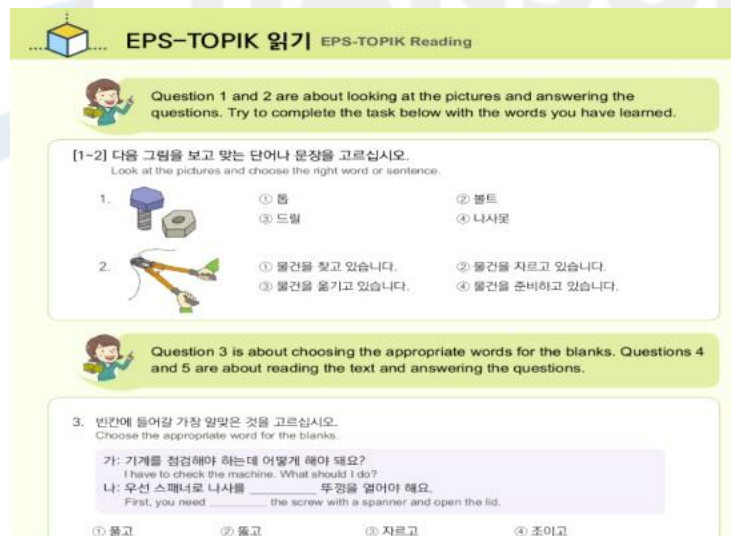 EPS-TOPIK 읽기 EPS-TOPIK Reading
Question 1 and 2 are about looking at the pictures and answering the
questions. Try to complete the task below with the words you have learned.
[1~2] 다음 그림을 보고 맞는 단어나 문장을 고르십시오.
Look at the pictures and choose the right word or sentence.
1. ① 톱 ② 볼트
③ 드릴 ④ 나사못
2. ① 물건을 찾고 있습니다. ② 물건을 자르고 있습니다.
③ 물건을 옮기고 있습니다. ④ 물건을 준비하고 있습니다.
Question 3 is about choosing the appropriate words for the blanks. Questions 4
and 5 are about reading the text and answering the questions.
3. 빈칸에 들어갈 가장 알맞은 것을 고르십시오.
Choose the appropriate word for the blanks.
가: 기계를 점검해야 하는데 어떻게 해야 돼요?
I have to check the machine. What should I do?
나: 우선 스패너로 나사를 ________ 뚜껑을 열어야 해요.
First, you need ________ the screw with a spanner and open the lid.
① 풀고 ② 뚫고 ③ 자르고 ④ 조이고